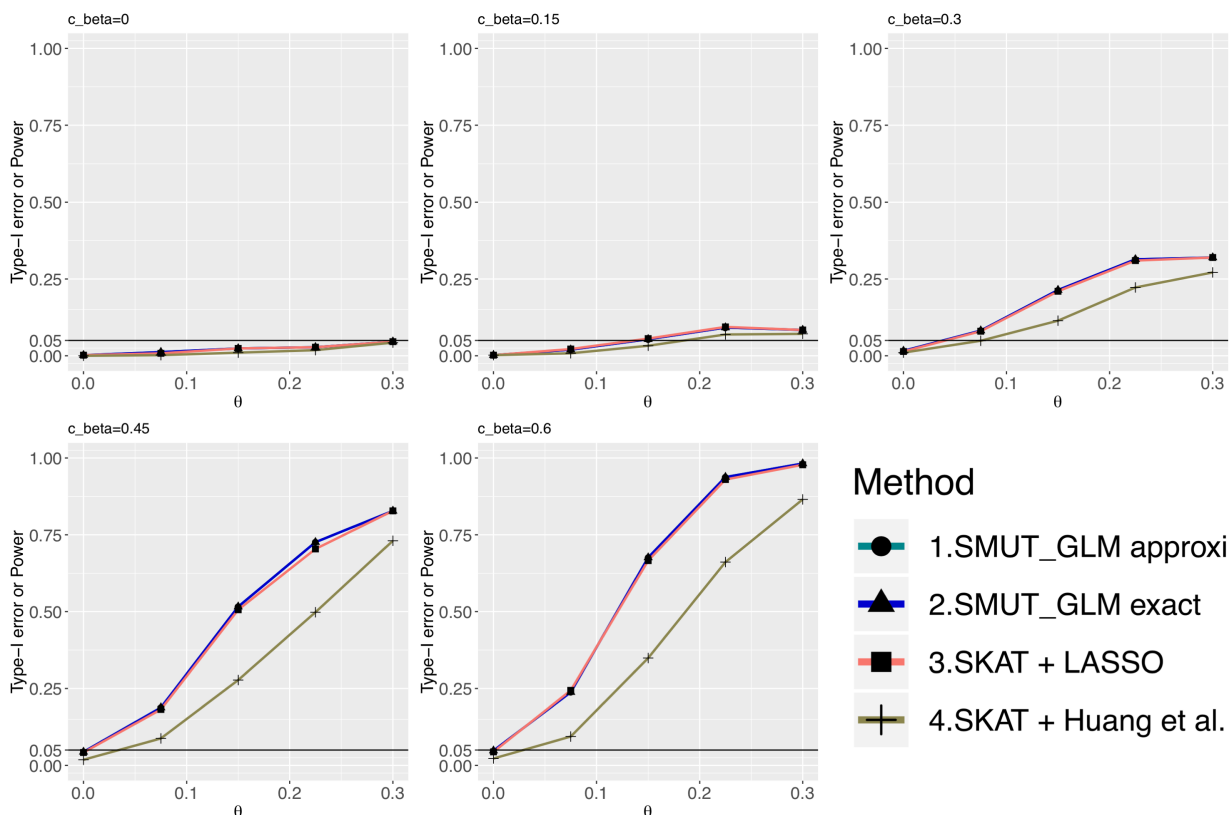 c_beta=0
c_beta=0.15
c_beta=0.3
Type−I error or Power
1.00
0.75
0.50
0.25
0.05
0.00
0.0
0.1
0.2
0.3
θ
Type−I error or Power
1.00
0.75
0.50
0.25
0.05
0.00
0.0
0.1
0.2
0.3
θ
Type−I error or Power
1.00
0.75
0.50
0.25
0.05
0.00
0.0
0.1
0.2
0.3
θ
c_beta=0.45
c_beta=0.6
Type−I error or Power
1.00
0.75
0.50
0.25
0.05
0.00
0.0
0.1
0.2
0.3
θ
Type−I error or Power
1.00
0.75
0.50
0.25
0.05
0.00
0.0
0.1
0.2
0.3
θ
Method
1.SMUT_GLM approxi
2.SMUT_GLM exact
3.SKAT + LASSO
4.SKAT + Huang et al.